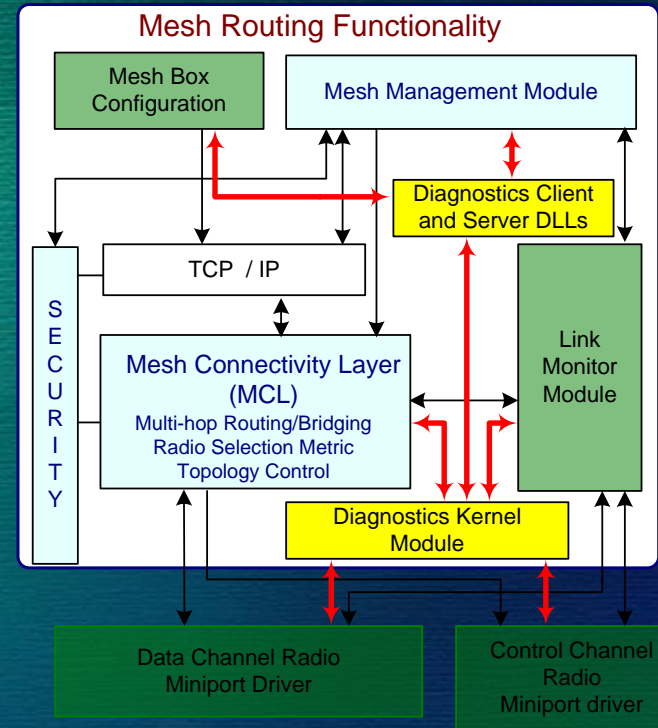 Mesh Routing Functionality
Mesh Box
Configuration
Mesh Management Module
Diagnostics Client
and Server DLLs
TCP / IP
S
E
C
U
R
I
T
Y
Mesh Connectivity Layer
(MCL)
Multi-hop Routing/Bridging
Radio Selection Metric
Topology Control
Link
Monitor
Module
Diagnostics Kernel
Module
Data Channel Radio
Miniport Driver
Control Channel
Radio
Miniport driver